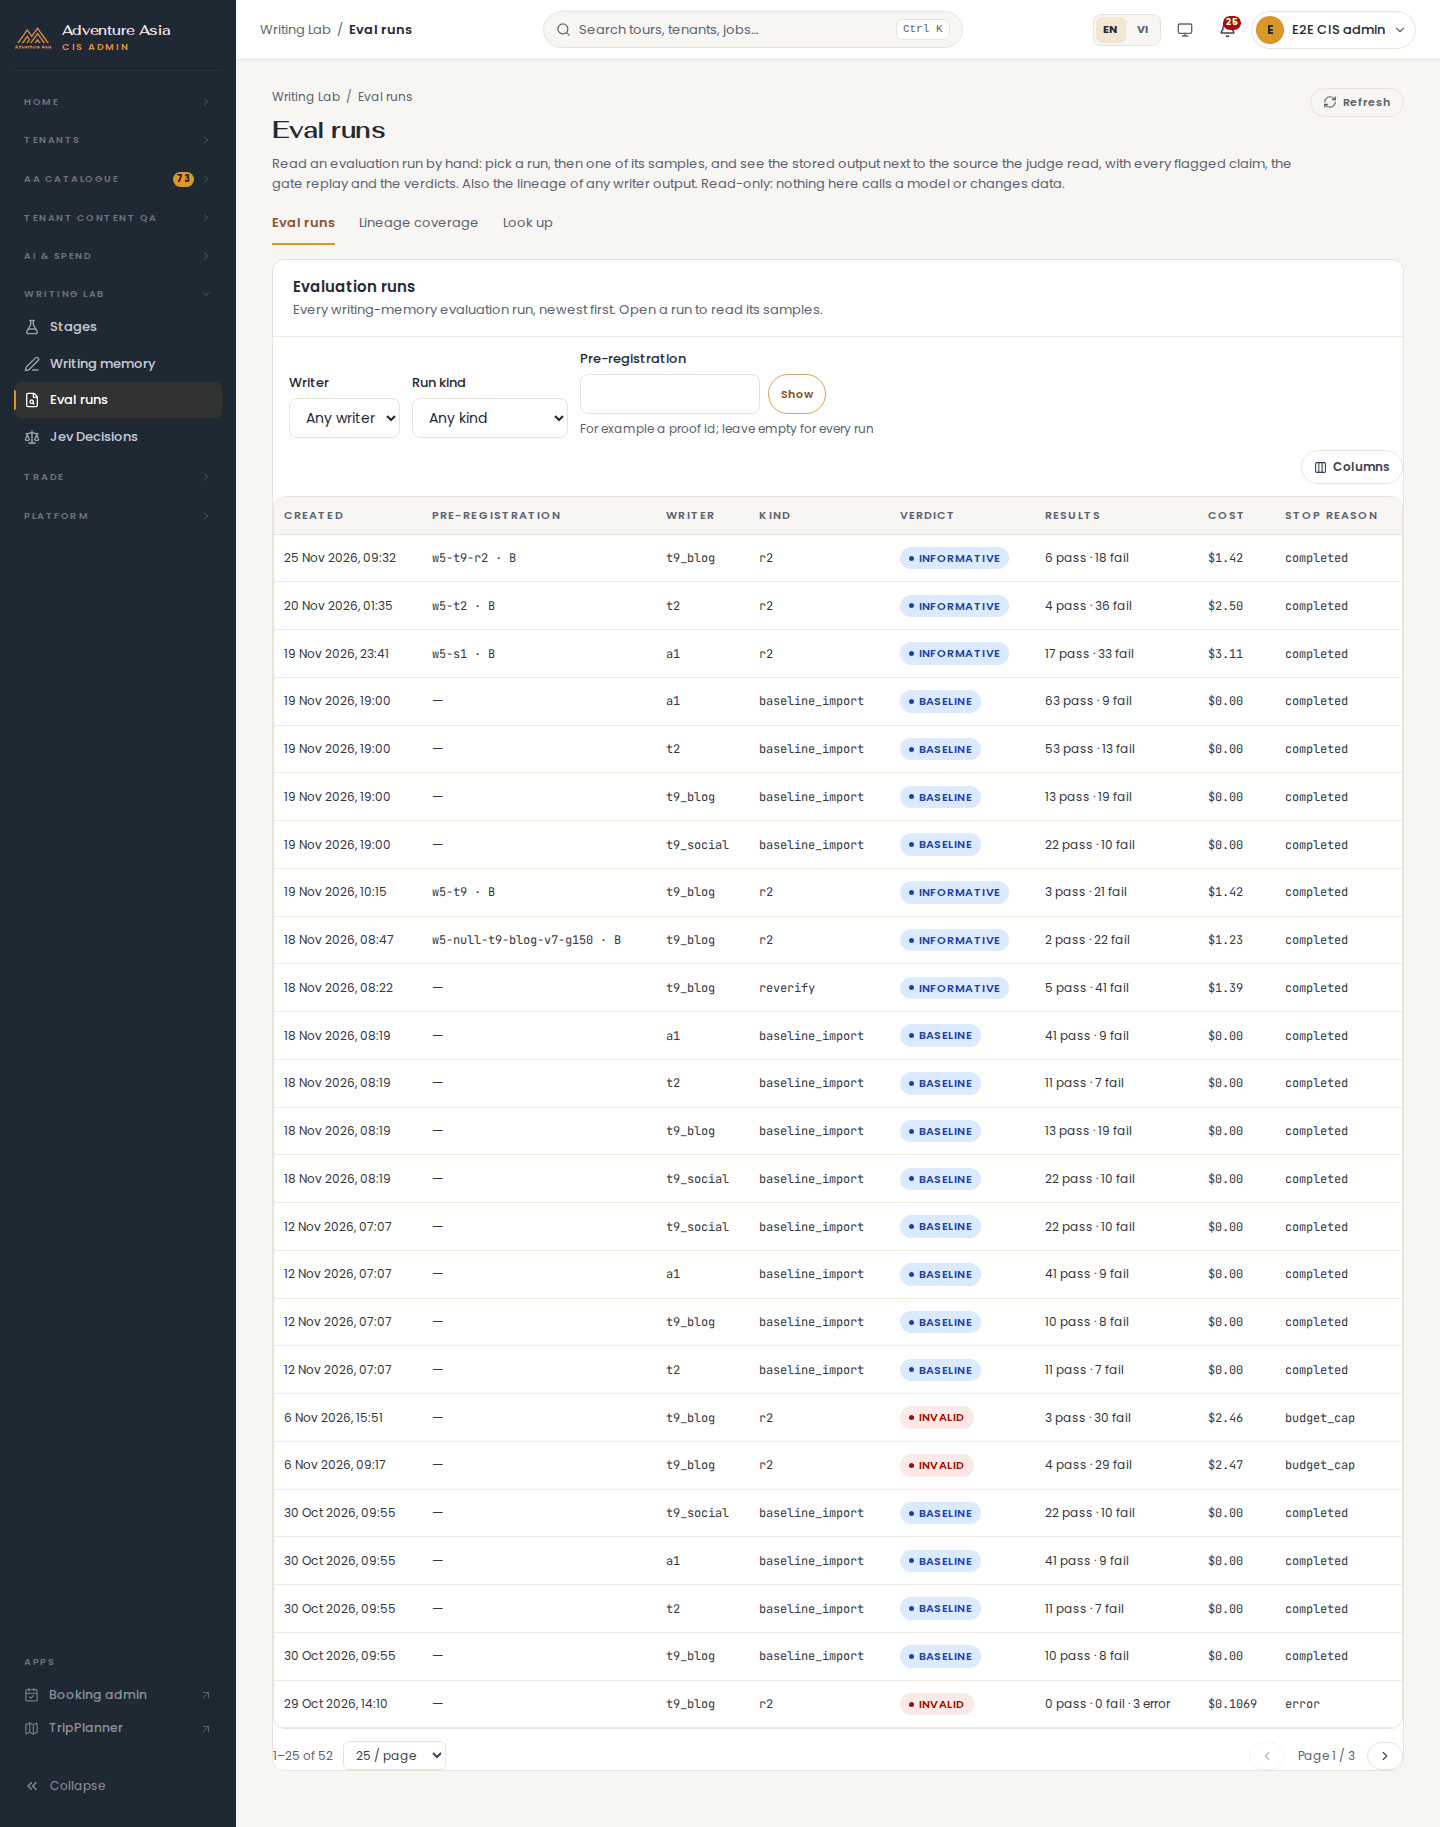 Adventure Asia
CIS ADMIN
HOME
TENANTS
AA CATALOGUE 73
TENANT CONTENT QA
AI & SPEND
WRITING LAB
Stages
Writing memory
Eval runs
Jev Decisions
TRADE
PLATFORM
APPS
Booking admin
TripPlanner
Collapse
Writing Lab / Eval runs
Search tours, tenants, jobs... Ctrl K
EN VI
25
E E2E CIS admin
Writing Lab / Eval runs
Refresh
Eval runs
Read an evaluation run by hand: pick a run, then one of its samples, and see the stored output next to the source the judge read, with every flagged claim, the
gate replay and the verdicts. Also the lineage of any writer output. Read-only: nothing here calls a model or changes data.
Eval runs Lineage coverage Look up
Evaluation runs
Every writing-memory evaluation run, newest first. Open a run to read its samples.
Writer Run kind Pre-registration
Any writer Any kind Show
For example a proof id; leave empty for every run
Columns
CREATED PRE-REGISTRATION WRITER KIND VERDICT RESULTS COST STOP REASON
25 Nov 2026, 09:32 w5-t9-r2 · B t9_blog r2 INFORMATIVE 6 pass · 18 fail $1.42 completed
20 Nov 2026, 01:35 w5-t2 · B t2 r2 INFORMATIVE 4 pass · 36 fail $2.50 completed
19 Nov 2026, 23:41 w5-s1 · B a1 r2 INFORMATIVE 17 pass · 33 fail $3.11 completed
19 Nov 2026, 19:00 — a1 baseline_import BASELINE 63 pass · 9 fail $0.00 completed
19 Nov 2026, 19:00 — t2 baseline_import BASELINE 53 pass · 13 fail $0.00 completed
19 Nov 2026, 19:00 — t9_blog baseline_import BASELINE 13 pass · 19 fail $0.00 completed
19 Nov 2026, 19:00 — t9_social baseline_import BASELINE 22 pass · 10 fail $0.00 completed
19 Nov 2026, 10:15 w5-t9 · B t9_blog r2 INFORMATIVE 3 pass · 21 fail $1.42 completed
18 Nov 2026, 08:47 w5-null-t9-blog-v7-g150 · B t9_blog r2 INFORMATIVE 2 pass · 22 fail $1.23 completed
18 Nov 2026, 08:22 — t9_blog reverify INFORMATIVE 5 pass · 41 fail $1.39 completed
18 Nov 2026, 08:19 — a1 baseline_import BASELINE 41 pass · 9 fail $0.00 completed
18 Nov 2026, 08:19 — t2 baseline_import BASELINE 11 pass · 7 fail $0.00 completed
18 Nov 2026, 08:19 — t9_blog baseline_import BASELINE 13 pass · 19 fail $0.00 completed
18 Nov 2026, 08:19 — t9_social baseline_import BASELINE 22 pass · 10 fail $0.00 completed
12 Nov 2026, 07:07 — t9_social baseline_import BASELINE 22 pass · 10 fail $0.00 completed
12 Nov 2026, 07:07 — a1 baseline_import BASELINE 41 pass · 9 fail $0.00 completed
12 Nov 2026, 07:07 — t9_blog baseline_import BASELINE 10 pass · 8 fail $0.00 completed
12 Nov 2026, 07:07 — t2 baseline_import BASELINE 11 pass · 7 fail $0.00 completed
6 Nov 2026, 15:51 — t9_blog r2 INVALID 3 pass · 30 fail $2.46 budget_cap
6 Nov 2026, 09:17 — t9_blog r2 INVALID 4 pass · 29 fail $2.47 budget_cap
30 Oct 2026, 09:55 — t9_social baseline_import BASELINE 22 pass · 10 fail $0.00 completed
30 Oct 2026, 09:55 — a1 baseline_import BASELINE 41 pass · 9 fail $0.00 completed
30 Oct 2026, 09:55 — t2 baseline_import BASELINE 11 pass · 7 fail $0.00 completed
30 Oct 2026, 09:55 — t9_blog baseline_import BASELINE 10 pass · 8 fail $0.00 completed
29 Oct 2026, 14:10 — t9_blog r2 INVALID 0 pass · 0 fail · 3 error $0.1069 error
1–25 of 52 25 / page Page 1 / 3